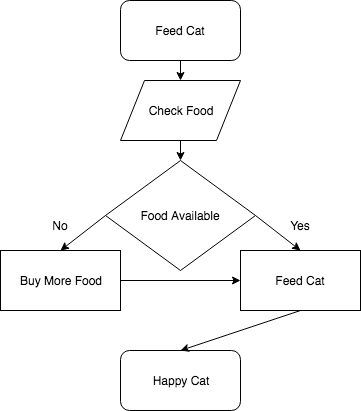 Feed Cat
Check Food
Food Available
No
Yes
Buy More Food
Feed Cat
Happy Cat